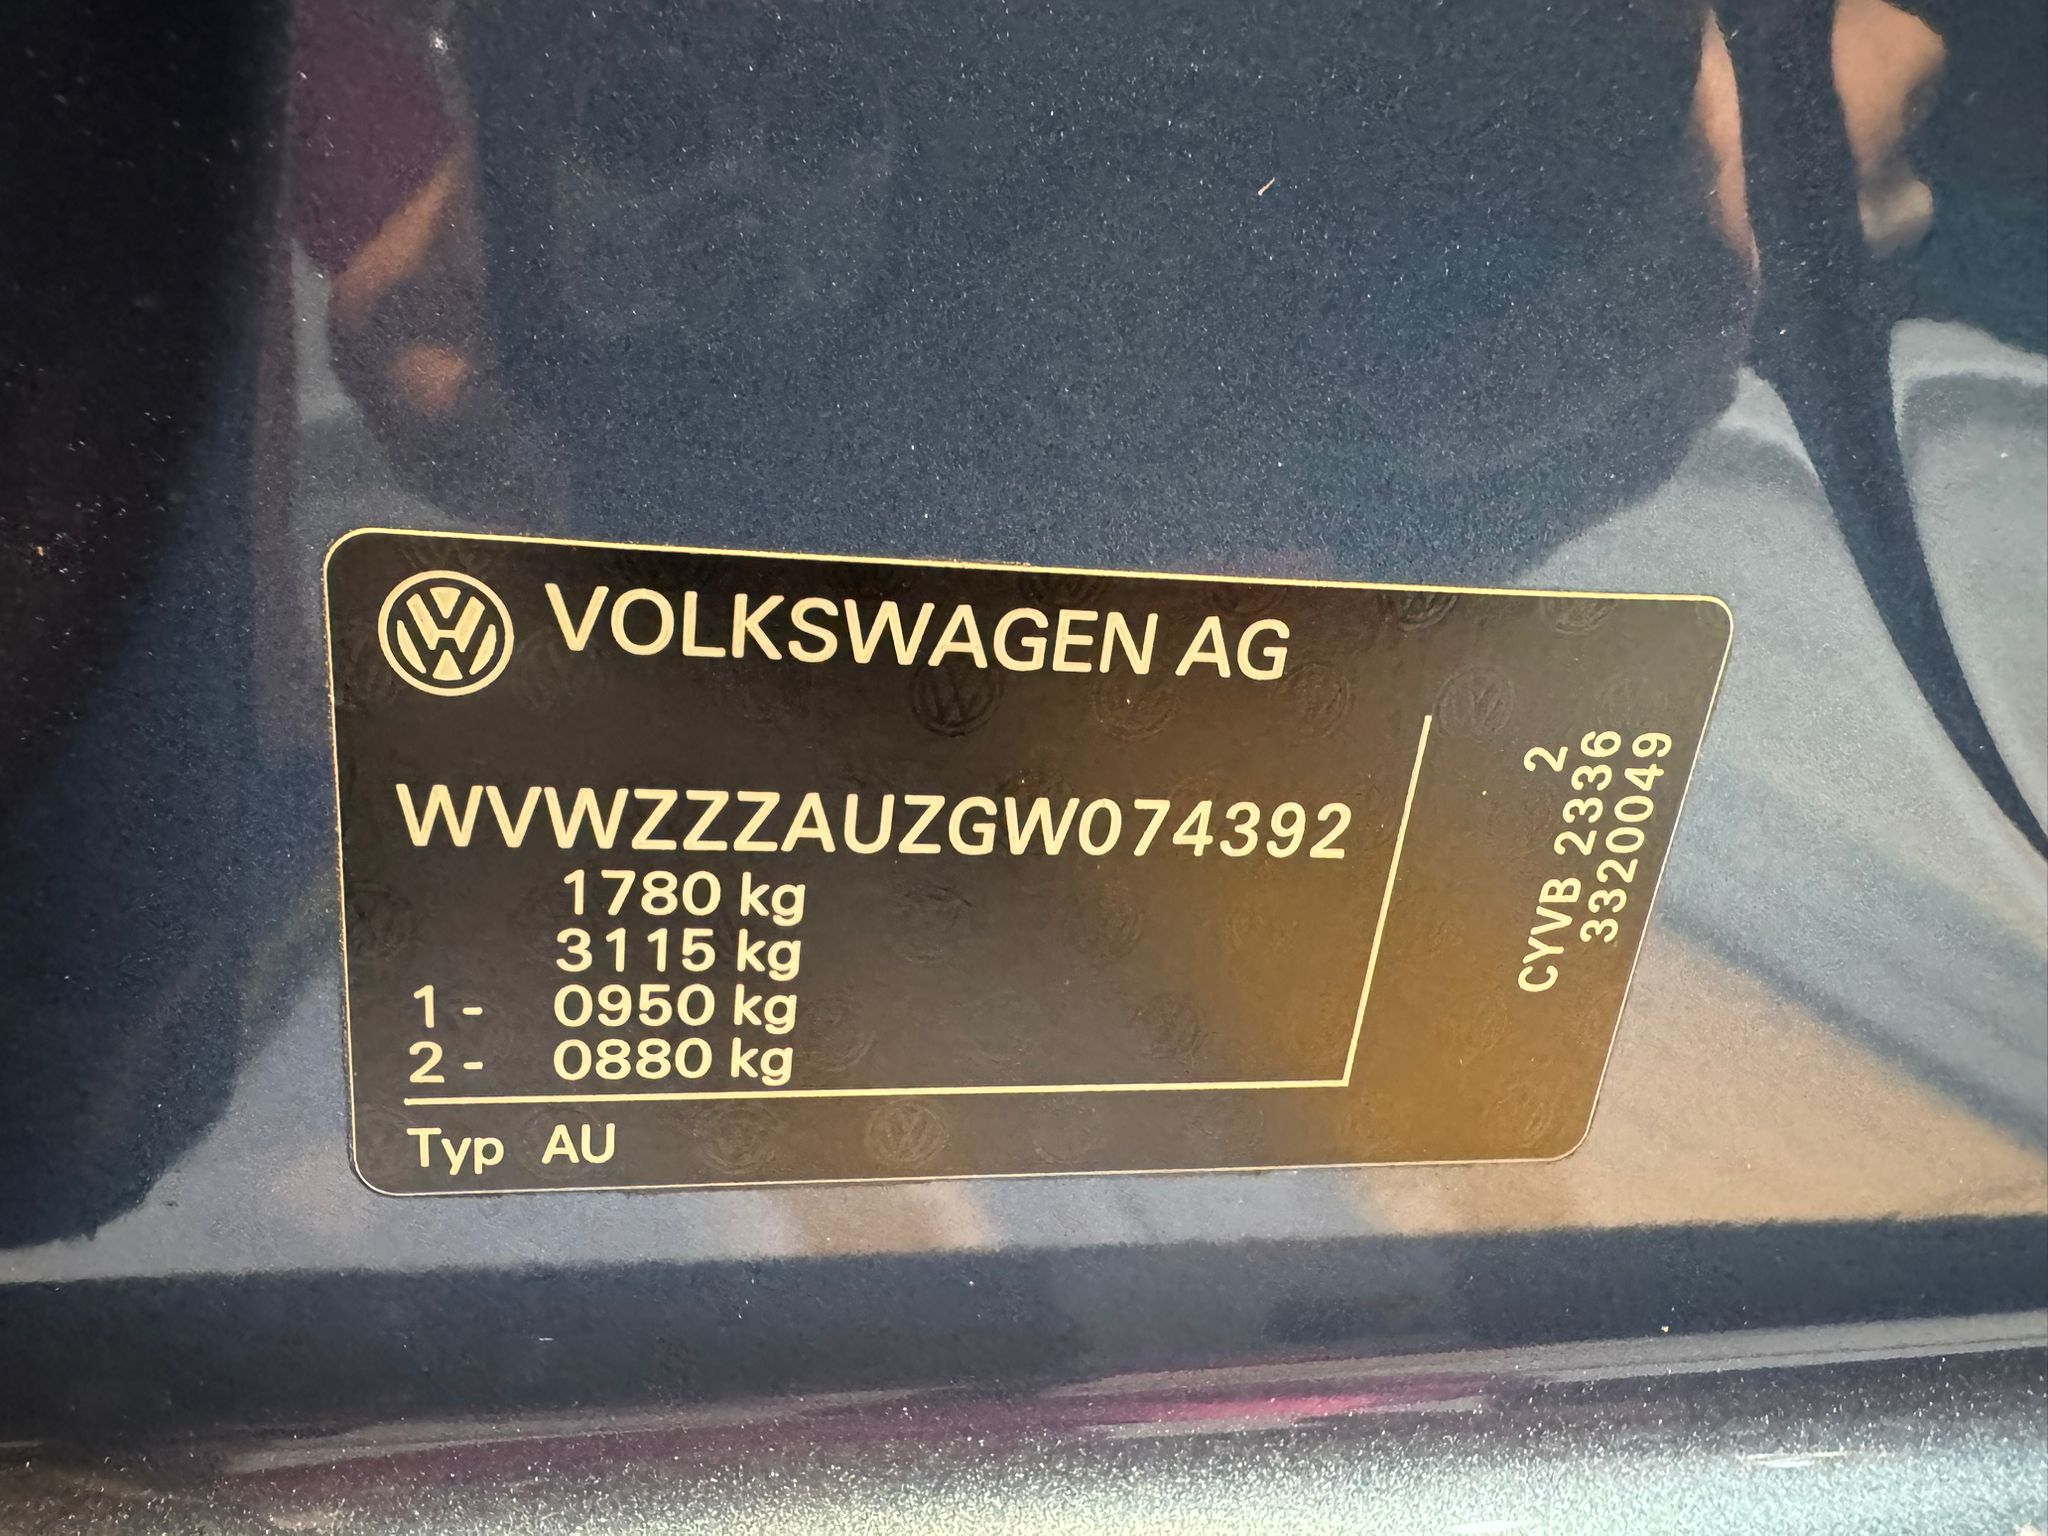 VOLKSWAGEN AG
WVWZZZAUZGW074392
1780 kg
3115 kg
1 - 0950 kg
2 - 0880 kg
Typ AU
2
CYVB 2336
3320049